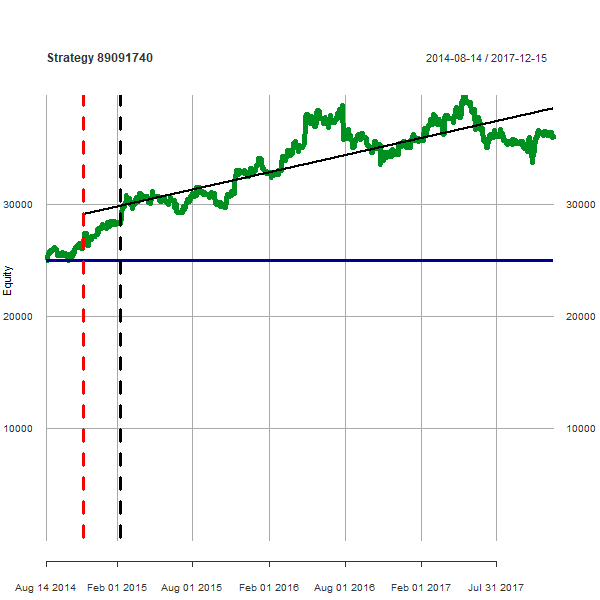 Strategy 89091740
2014-08-14 / 2017-12-15
30000
30000
Equity
20000
20000
10000
10000
Aug 14 2014
Feb 01 2015
Aug 01 2015
Feb 01 2016
Aug 01 2016
Feb 01 2017
Jul 31 2017